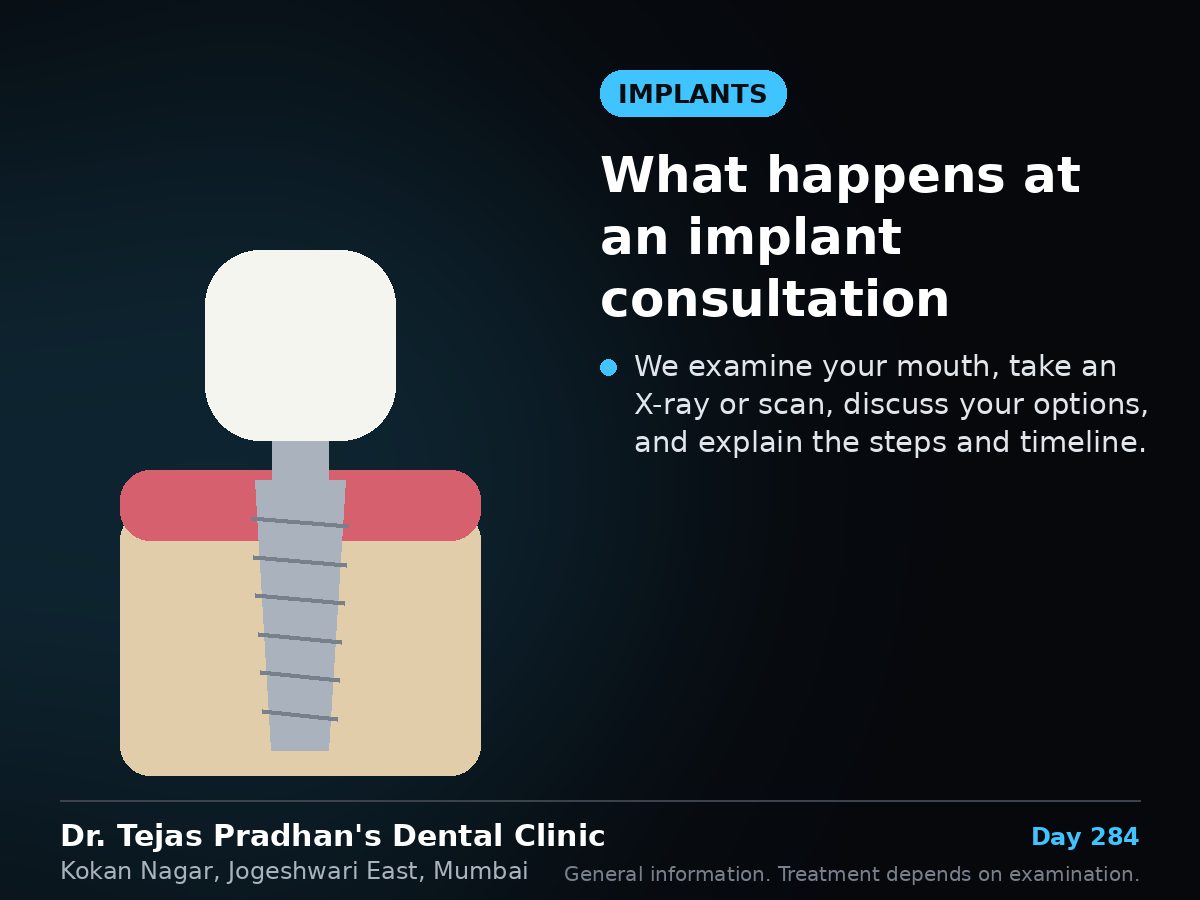 IMPLANTS
What happens at
an implant
consultation
We examine your mouth, take an
X-ray or scan, discuss your options,
and explain the steps and timeline.
Dr. Tejas Pradhan's Dental Clinic
Day 284
Kokan Nagar, Jogeshwari East, Mumbai
General information. Treatment depends on examination.